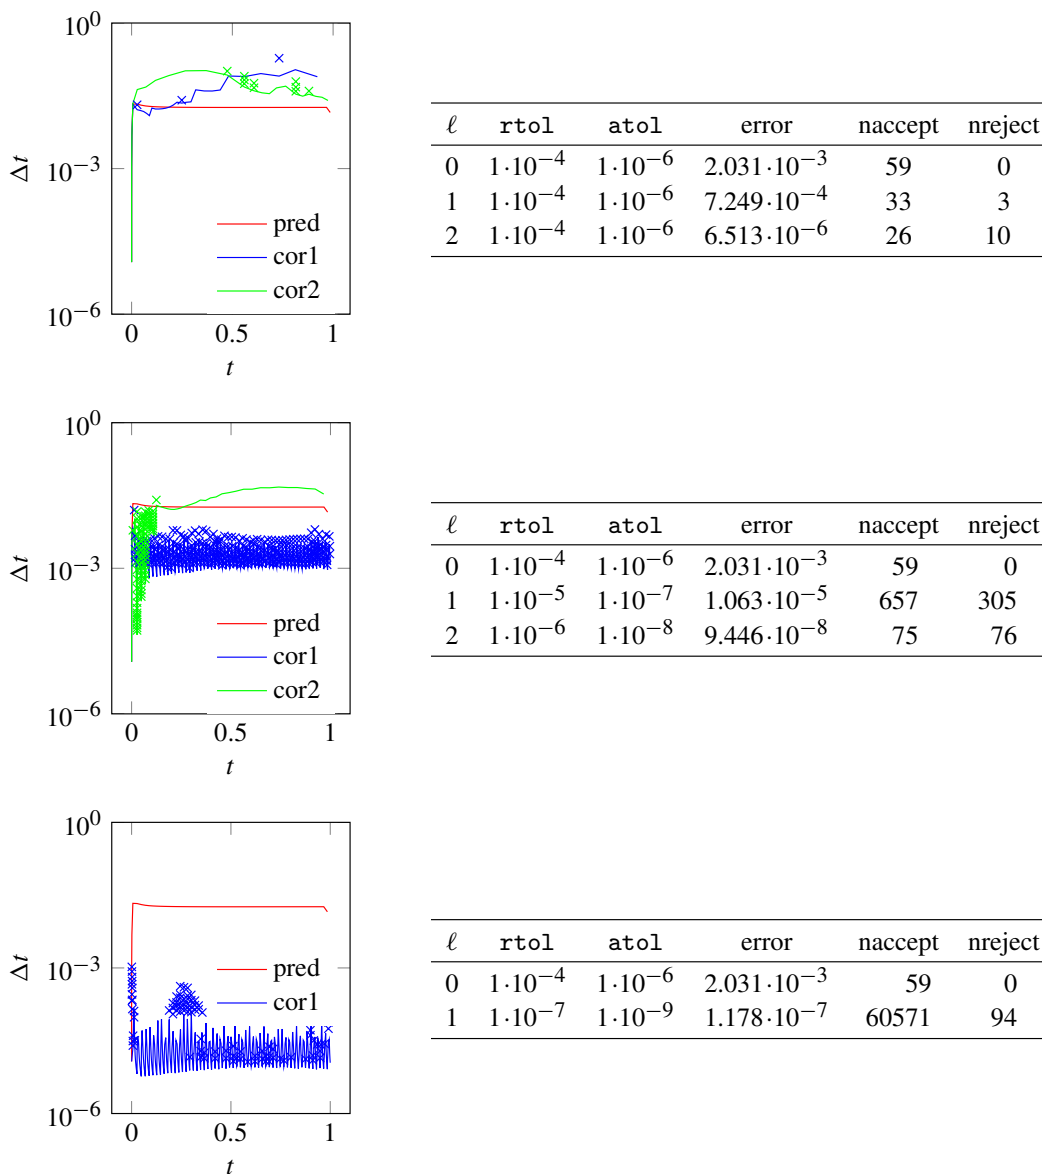 10^0
10^−3
10^−6
Δt
0
0.5
1
t
pred
cor1
cor2
ℓ rtol atol error naccept nreject
0 1·10^−4 1·10^−6 2.031·10^−3 59 0
1 1·10^−4 1·10^−6 7.249·10^−4 33 3
2 1·10^−4 1·10^−6 6.513·10^−6 26 10
10^0
10^−3
10^−6
Δt
0
0.5
1
t
pred
cor1
cor2
ℓ rtol atol error naccept nreject
0 1·10^−4 1·10^−6 2.031·10^−3 59 0
1 1·10^−5 1·10^−7 1.063·10^−5 657 305
2 1·10^−6 1·10^−8 9.446·10^−8 75 76
10^0
10^−3
10^−6
Δt
0
0.5
1
t
pred
cor1
ℓ rtol atol error naccept nreject
0 1·10^−4 1·10^−6 2.031·10^−3 59 0
1 1·10^−7 1·10^−9 1.178·10^−7 60571 94